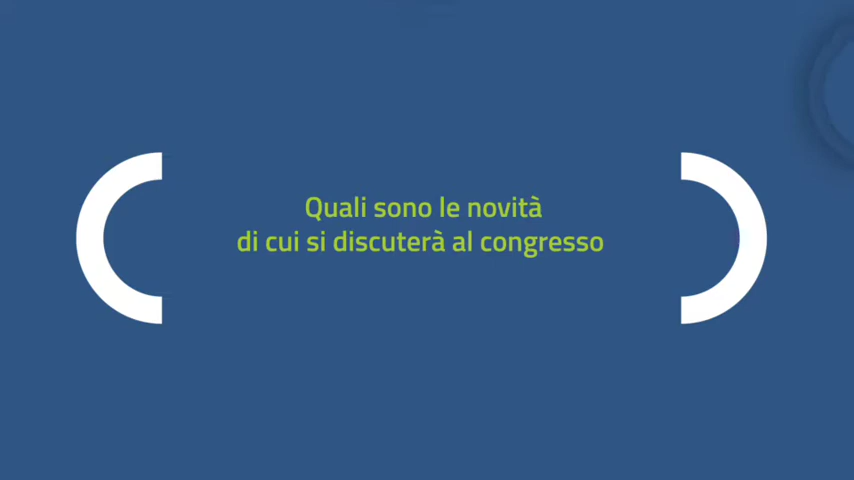 Quali sono le novità
di cui si discuterà al congresso